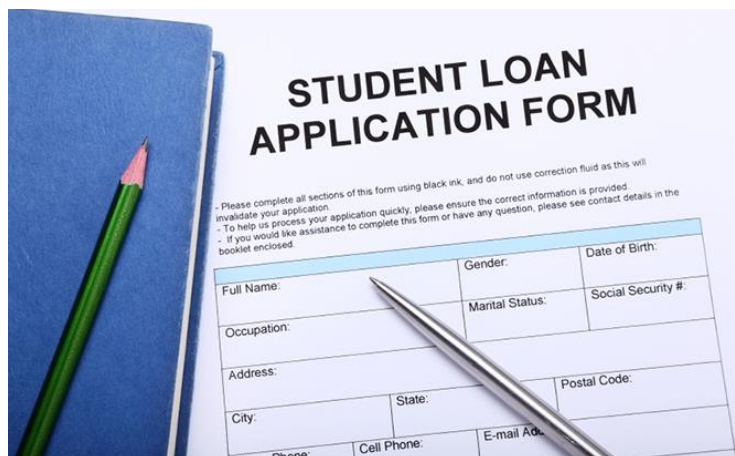 STUDENT LOAN
APPLICATION FORM
- Please complete all sections of this form using black ink, and do not use correction fluid as this will
invalidate your application.
- To help us process your application quickly, please ensure the correct information is provided.
- If you would like assistance to complete this form or have any question, please see contact details in the
booklet enclosed.
Full Name: Gender: Date of Birth:
Occupation: Marital Status: Social Security #:
Address:
City: State: Postal Code:
Phone: Cell Phone: E-mail